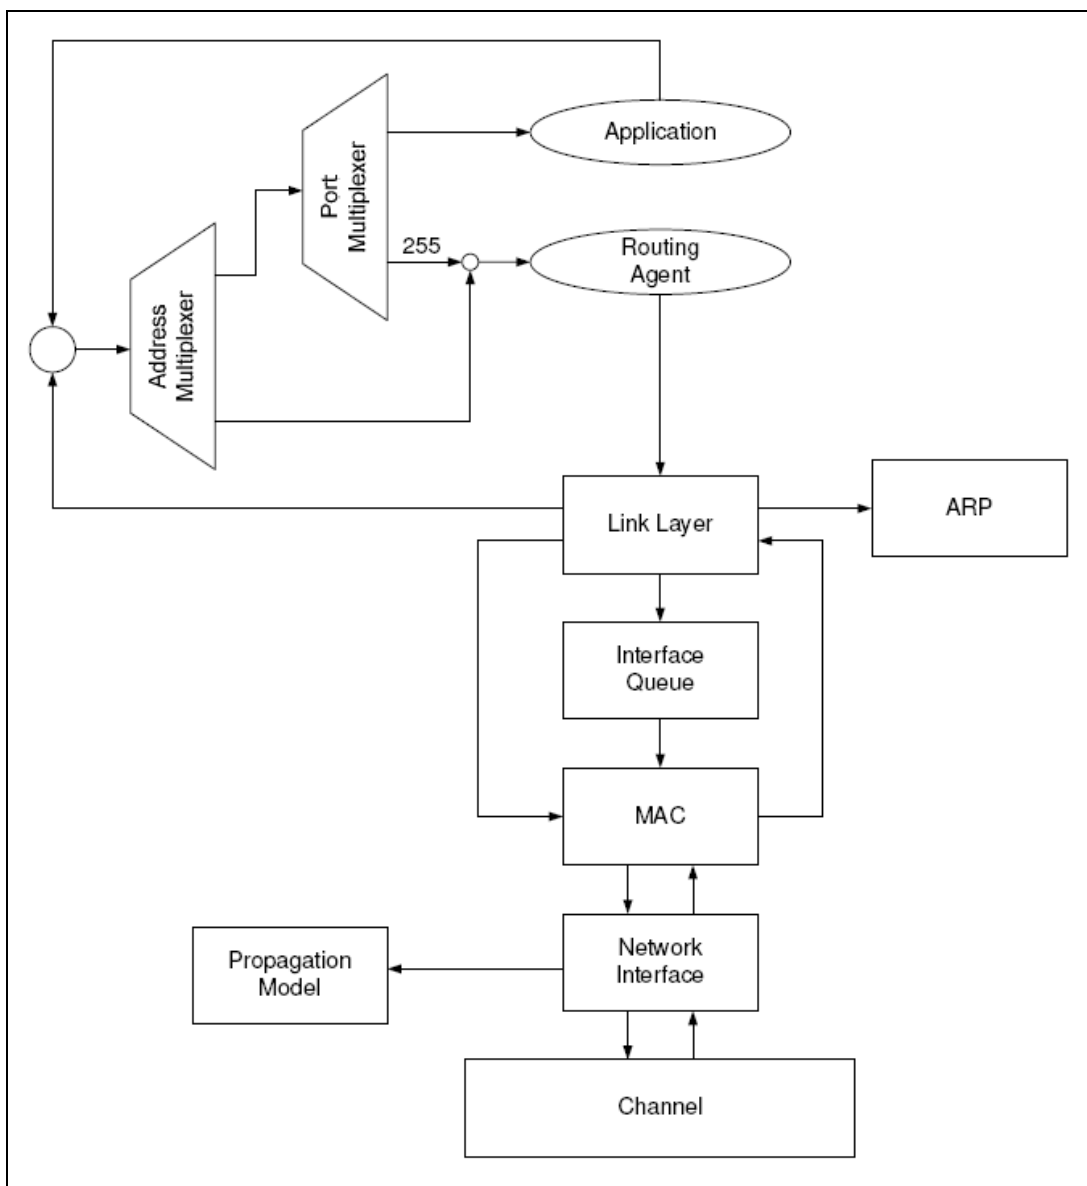 Application
Port
Multiplexer
255
Routing
Agent
Address
Multiplexer
Link Layer
ARP
Interface
Queue
MAC
Propagation
Model
Network
Interface
Channel